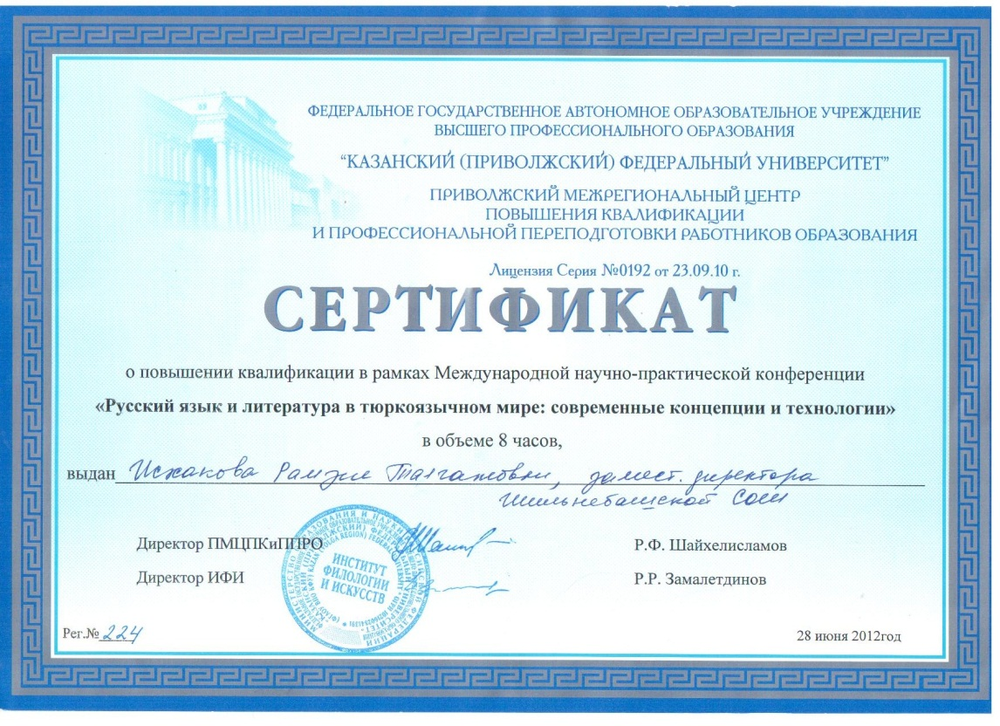 ФЕДЕРАЛЬНОЕ ГОСУДАРСТВЕННОЕ АВТОНОМНОЕ ОБРАЗОВАТЕЛЬНОЕ УЧРЕЖДЕНИЕ
ВЫСШЕГО ПРОФЕССИОНАЛЬНОГО ОБРАЗОВАНИЯ
“КАЗАНСКИЙ (ПРИВОЛЖСКИЙ) ФЕДЕРАЛЬНЫЙ УНИВЕРСИТЕТ”
ПРИВОЛЖСКИЙ МЕЖРЕГИОНАЛЬНЫЙ ЦЕНТР
ПОВЫШЕНИЯ КВАЛИФИКАЦИИ
И ПРОФЕССИОНАЛЬНОЙ ПЕРЕПОДГОТОВКИ РАБОТНИКОВ ОБРАЗОВАНИЯ
Лицензия Серия №0192 от 23.09.10 г.
СЕРТИФИКАТ
о повышении квалификации в рамках Международной научно-практической конференции
«Русский язык и литература в тюркоязычном мире: современные концепции и технологии»
в объеме 8 часов,
выдан Исхакова Рамзие Талгатовны, замест. директора
Шильнебашской СОШ
Директор ПМЦПКиППРО Р.Ф. Шайхелисламов
Директор ИФИ Р.Р. Замалетдинов
ИНСТИТУТ
ФИЛОЛОГИИ
И ИСКУССТВ
Рег.№ 224 28 июня 2012год